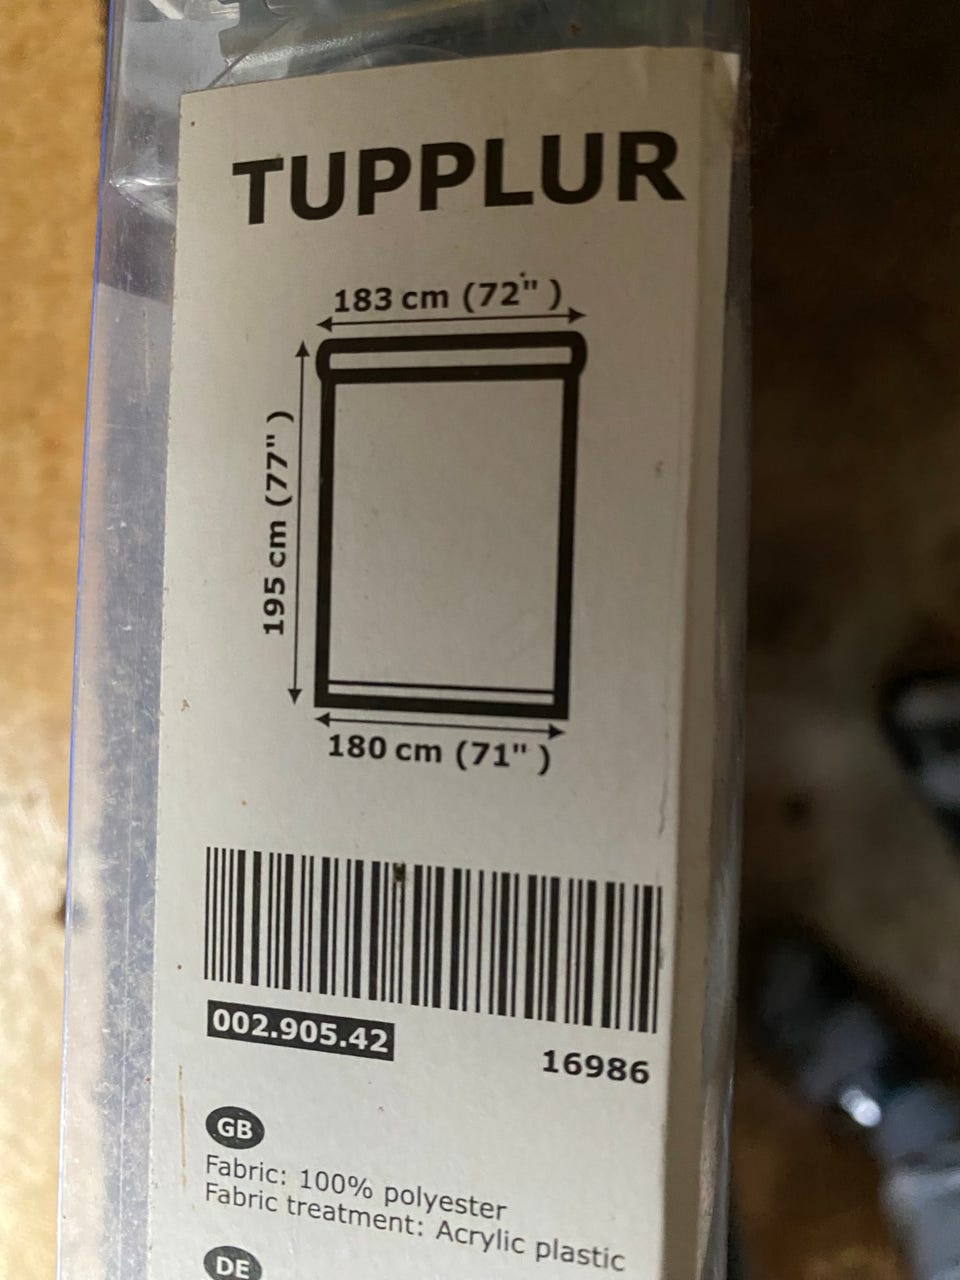 TUPPLUR
183 cm (72" )
195 cm (77" )
180 cm (71" )
002.905.42
16986
GB
Fabric: 100% polyester
Fabric treatment: Acrylic plastic
DE